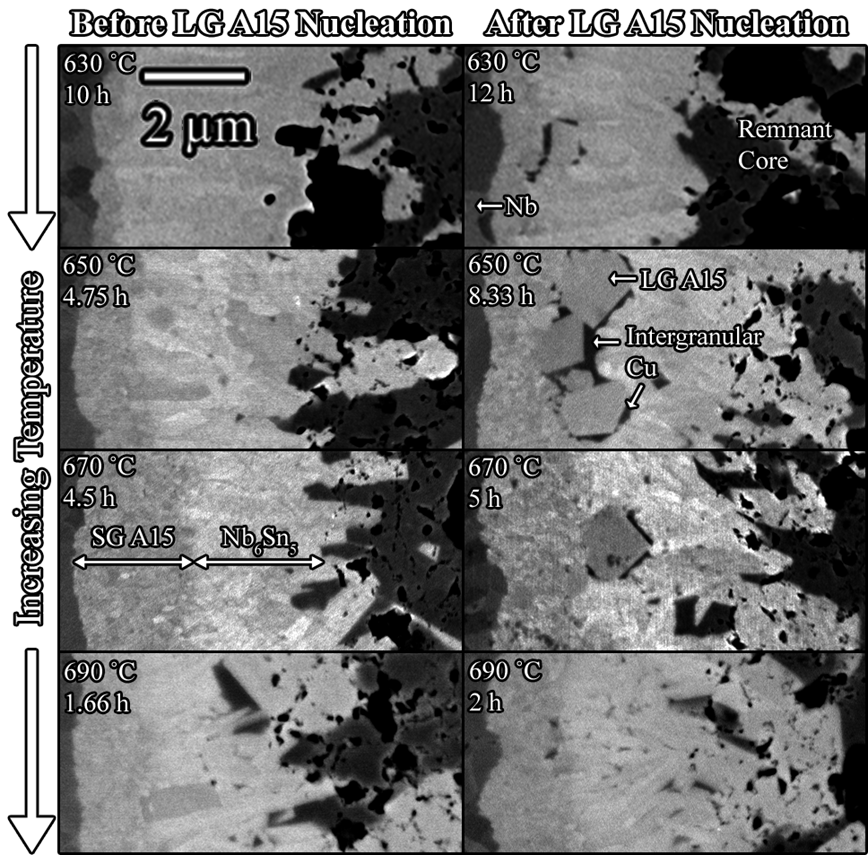 Before LG A15 Nucleation
After LG A15 Nucleation
Increasing Temperature
630 °C
10 h
2 μm
630 °C
12 h
Remnant
Core
Nb
650 °C
4.75 h
650 °C
8.33 h
LG A15
Intergranular
Cu
670 °C
4.5 h
SG A15
Nb₆Sn₅
670 °C
5 h
690 °C
1.66 h
690 °C
2 h